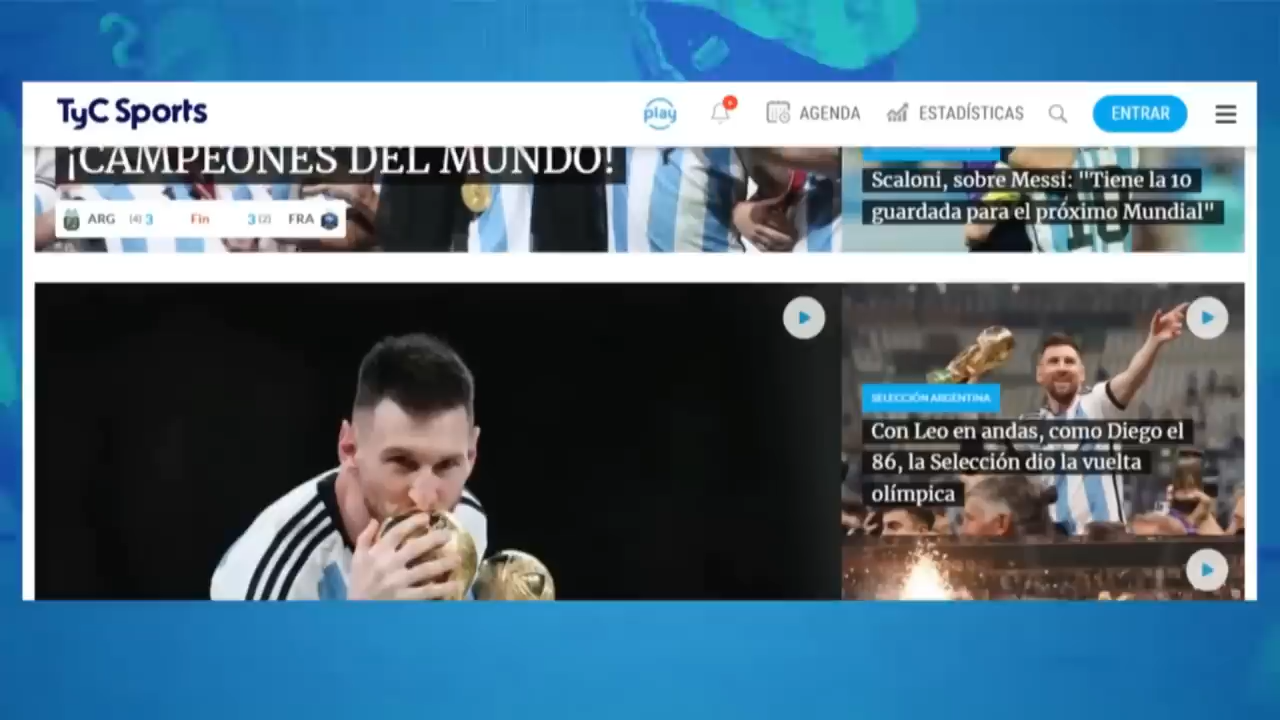 TyC Sports
play
AGENDA
ESTADÍSTICAS
ENTRAR
¡CAMPEONES DEL MUNDO!
ARG (4) 3 Fin 3 (2) FRA
Scaloni, sobre Messi: "Tiene la 10
guardada para el próximo Mundial"
10
SELECCIÓN ARGENTINA
Con Leo en andas, como Diego el
86, la Selección dio la vuelta
olímpica